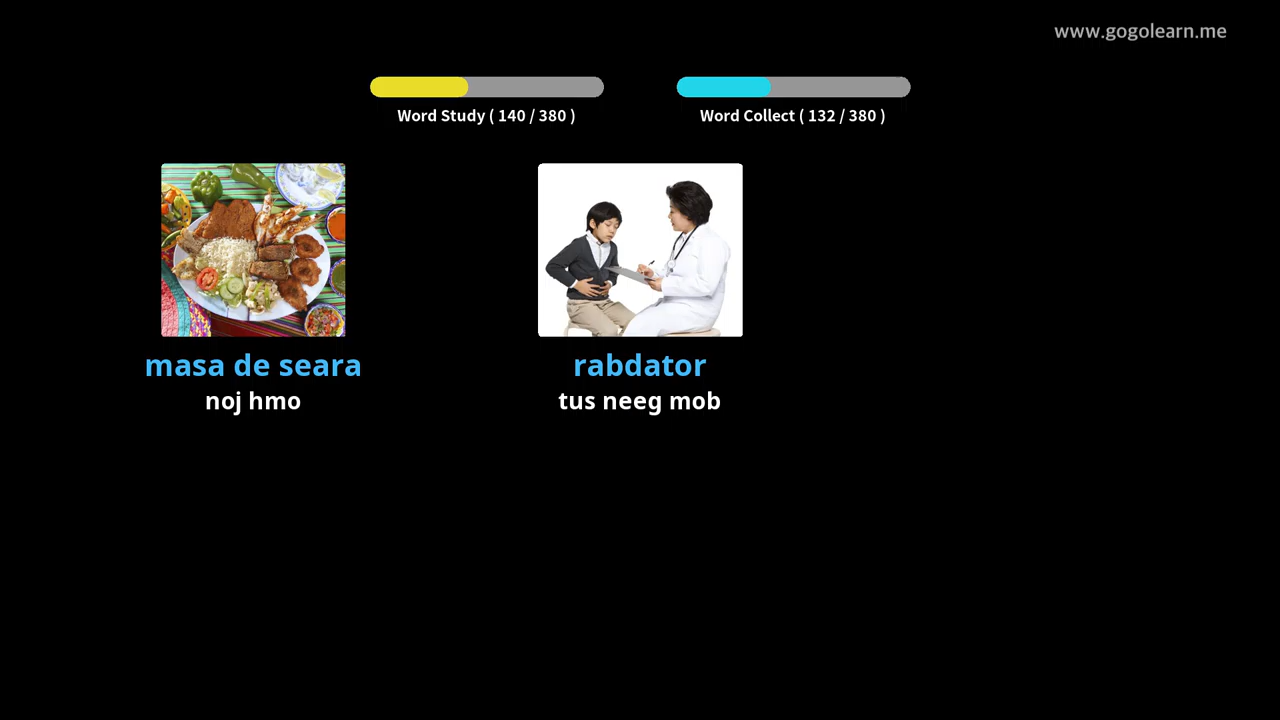 www.gogolearn.me
Word Study ( 140 / 380 )
Word Collect ( 132 / 380 )
masa de seara
noj hmo
rabdator
tus neeg mob